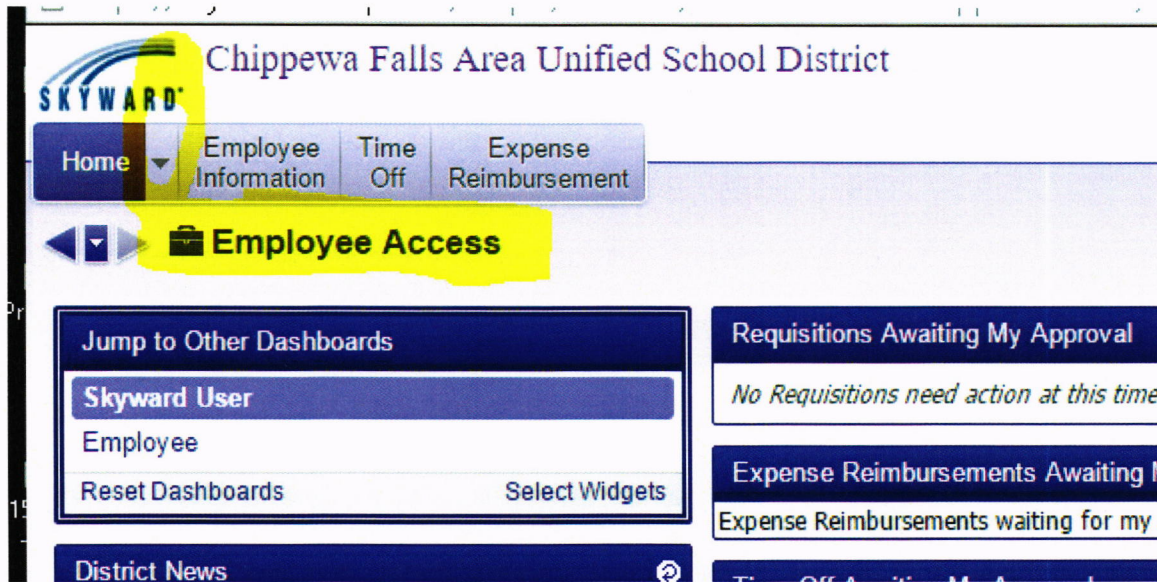 Chippewa Falls Area Unified School District
SKYWARD
Home
Employee Information
Time Off
Expense Reimbursement
Employee Access
Jump to Other Dashboards
Skyward User
Employee
Reset Dashboards Select Widgets
District News
Requisitions Awaiting My Approval
No Requisitions need action at this time
Expense Reimbursements Awaiting
Expense Reimbursements waiting for my